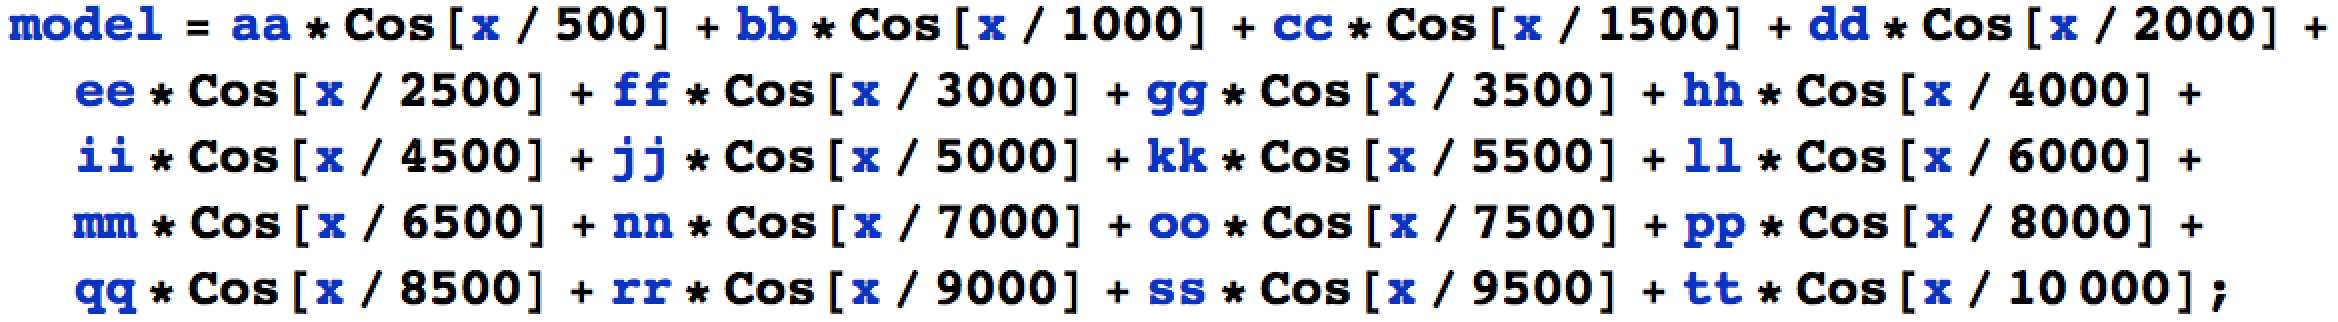 model = aa * Cos[x / 500] + bb * Cos[x / 1000] + cc * Cos[x / 1500] + dd * Cos[x / 2000] +
ee * Cos[x / 2500] + ff * Cos[x / 3000] + gg * Cos[x / 3500] + hh * Cos[x / 4000] +
ii * Cos[x / 4500] + jj * Cos[x / 5000] + kk * Cos[x / 5500] + ll * Cos[x / 6000] +
mm * Cos[x / 6500] + nn * Cos[x / 7000] + oo * Cos[x / 7500] + pp * Cos[x / 8000] +
qq * Cos[x / 8500] + rr * Cos[x / 9000] + ss * Cos[x / 9500] + tt * Cos[x / 10 000];